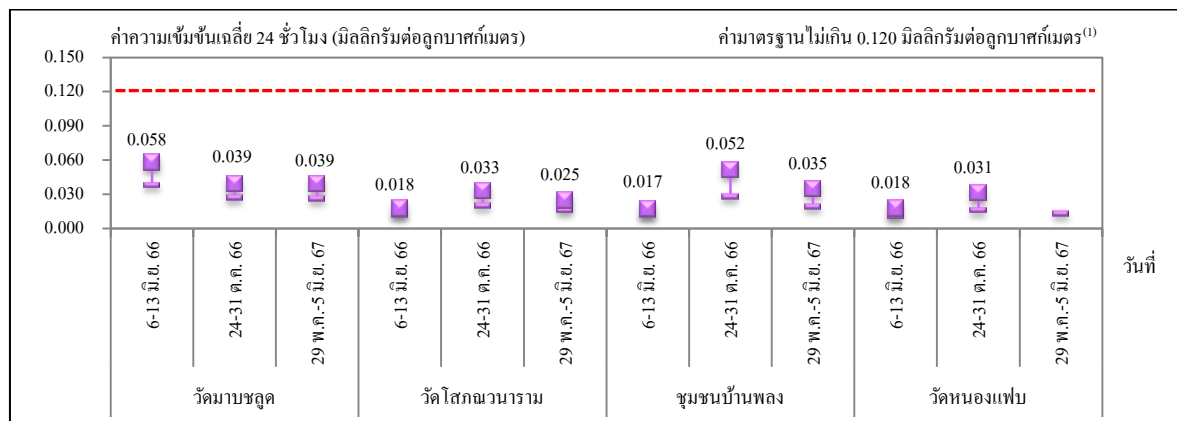 ค่าความเข้มข้นเฉลี่ย 24 ชั่วโมง (มิลลิกรัมต่อลูกบาศก์เมตร) ค่ามาตรฐานไม่เกิน 0.120 มิลลิกรัมต่อลูกบาศก์เมตร(1)
0.150
0.120
0.090
0.060
0.030
0.000
0.058 0.039 0.039 0.018 0.033 0.025 0.017 0.052 0.035 0.018 0.031
6-13 มิ.ย. 66
24-31 ต.ค. 66
29 พ.ค.-5 มิ.ย. 67
6-13 มิ.ย. 66
24-31 ต.ค. 66
29 พ.ค.-5 มิ.ย. 67
6-13 มิ.ย. 66
24-31 ต.ค. 66
29 พ.ค.-5 มิ.ย. 67
6-13 มิ.ย. 66
24-31 ต.ค. 66
29 พ.ค.-5 มิ.ย. 67
วันที่
วัดมาบชลูด วัดโสภณวนาราม ชุมชนบ้านพลง วัดหนองแฟบ